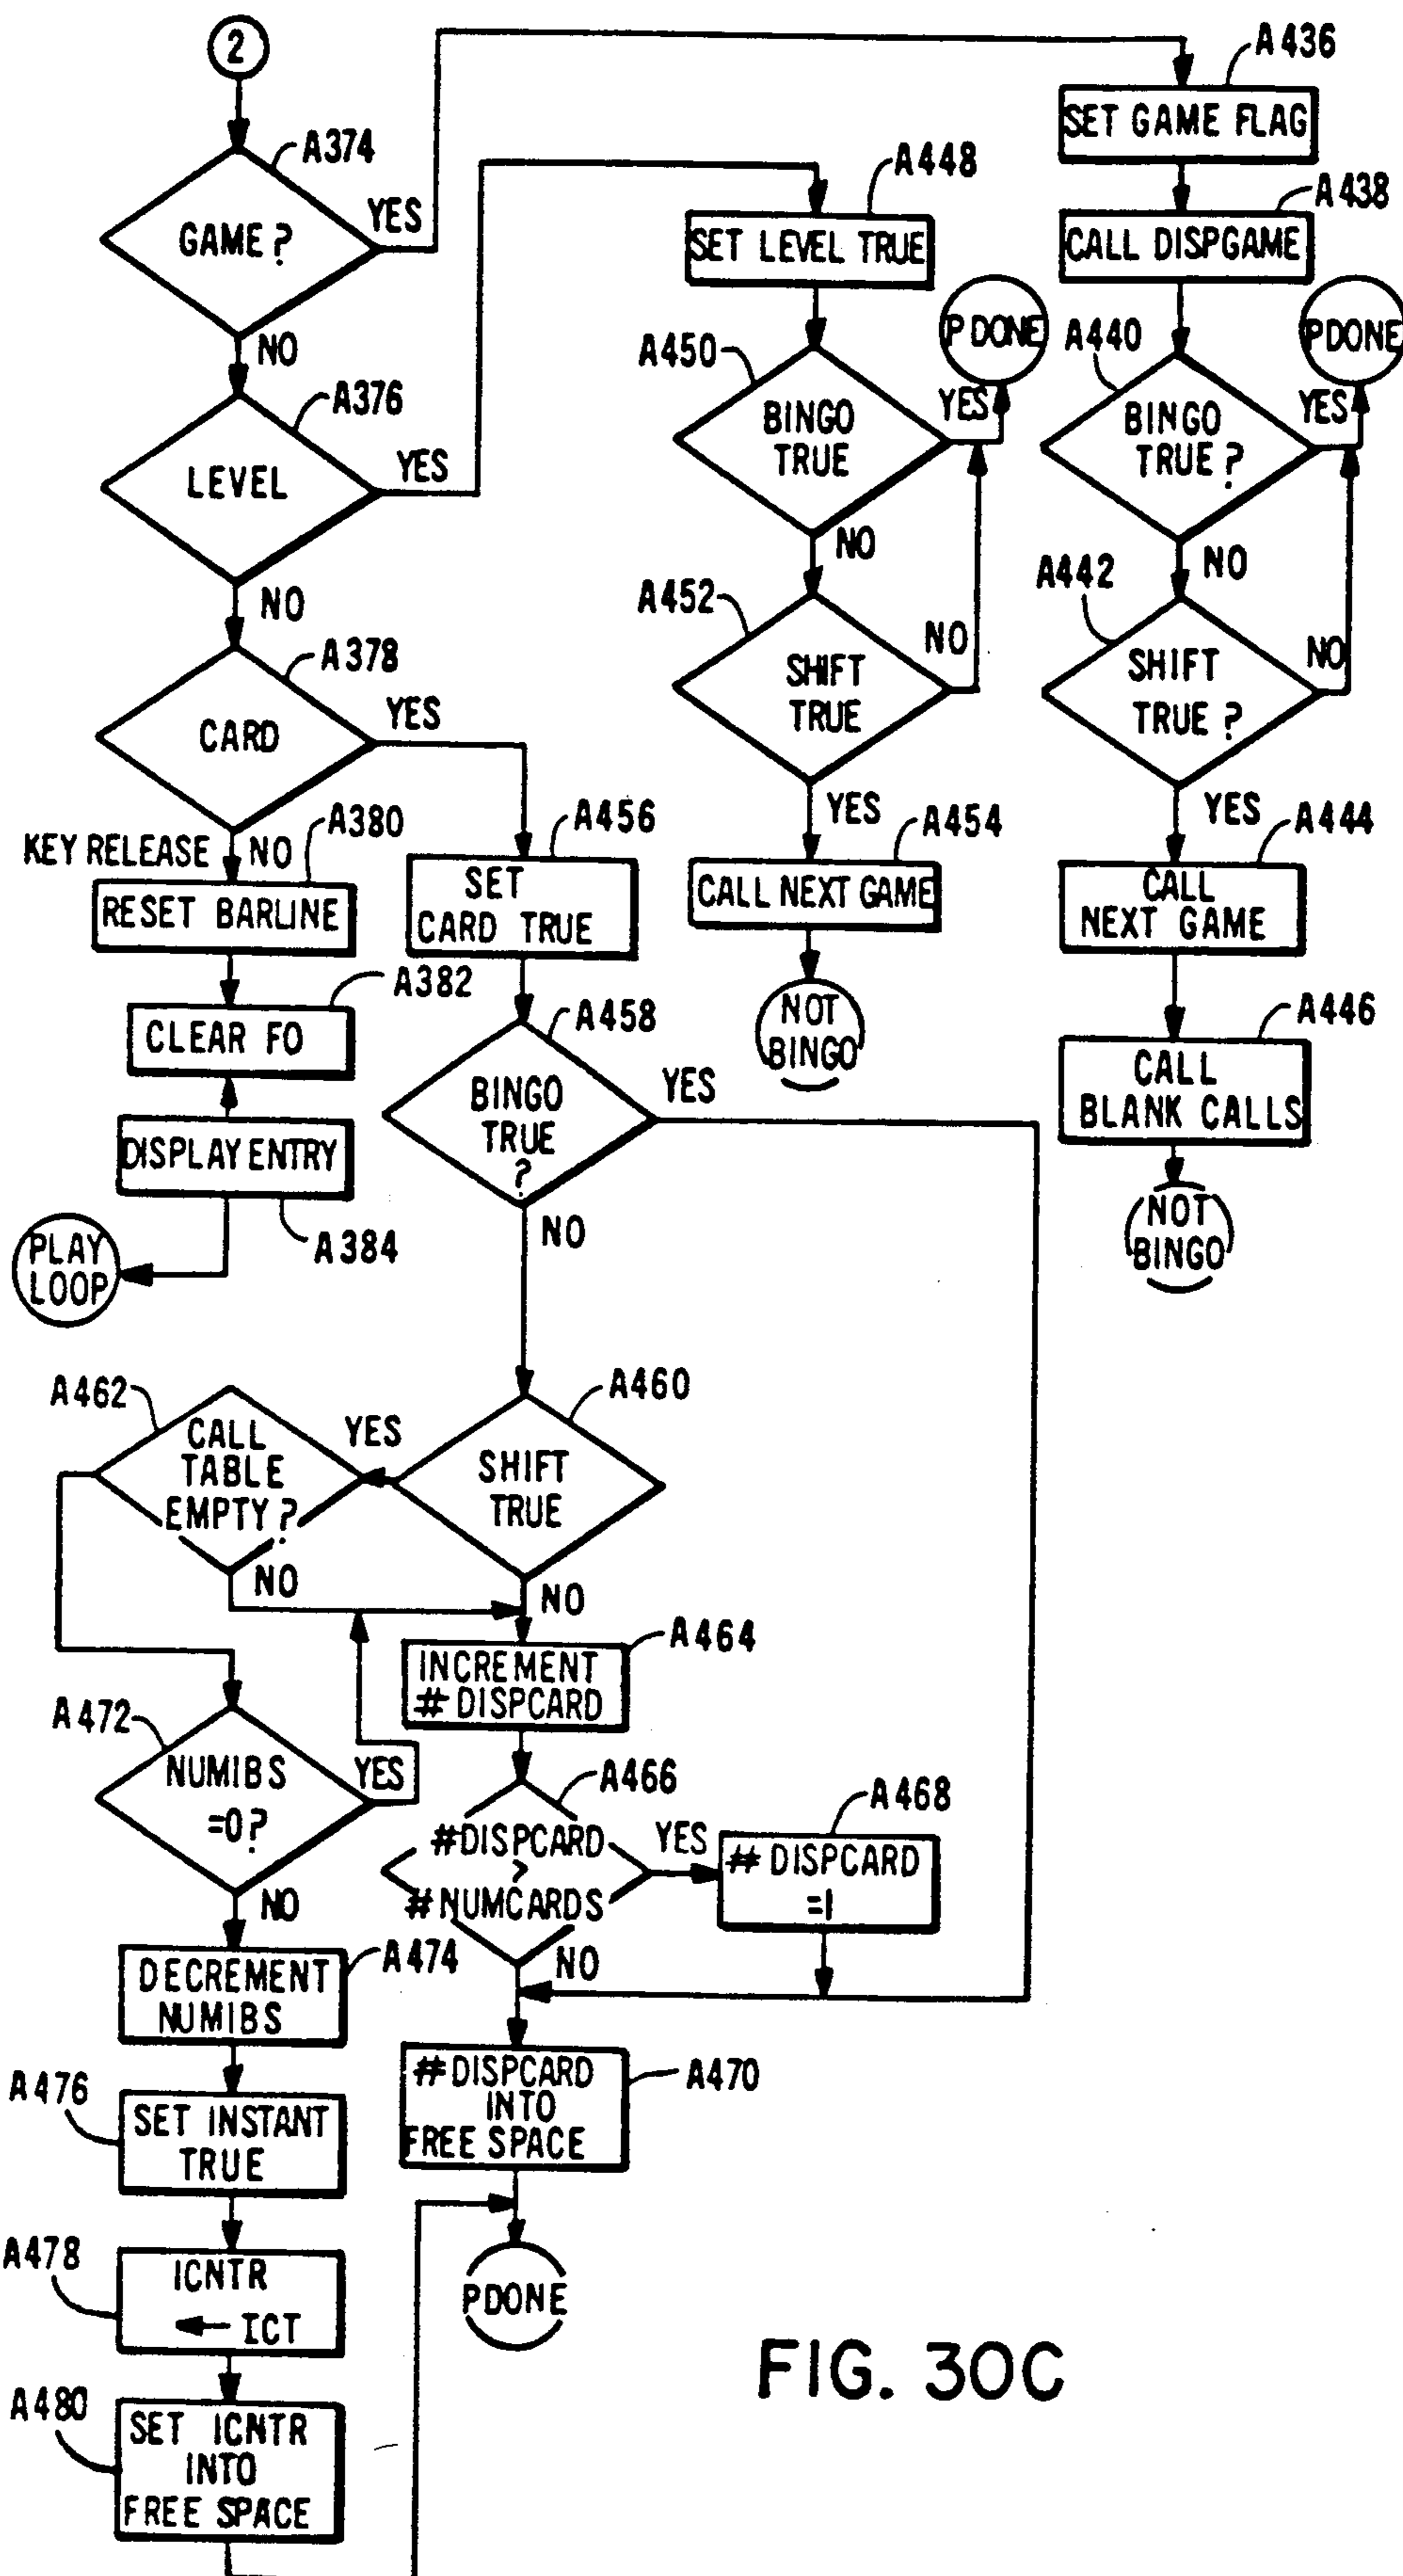 2
A436
SET GAME FLAG
A374
GAME?
YES
A448
SET LEVEL TRUE
A438
CALL DISPGAME
NO
A376
LEVEL
YES
A450
BINGO
TRUE
YES
PDONE
A440
BINGO
TRUE?
YES
PDONE
NO
NO
NO
A378
CARD
YES
A452
SHIFT
TRUE
NO
A442
SHIFT
TRUE?
NO
KEY RELEASE
NO
A380
RESET BARLINE
A456
SET
CARD TRUE
YES
A454
CALL NEXT GAME
YES
A444
CALL
NEXT GAME
A382
CLEAR FO
A458
BINGO
TRUE
?
YES
NOT
BINGO
A446
CALL
BLANK CALLS
DISPLAY ENTRY
A384
NO
NOT
BINGO
PLAY
LOOP
A462
CALL
TABLE
EMPTY?
YES
A460
SHIFT
TRUE
NO
NO
A464
INCREMENT
# DISPCARD
A472
NUMIBS
=0?
YES
A466
#DISPCARD
>
#NUMCARDS
YES
A468
# DISPCARD
=1
NO
NO
A474
DECREMENT
NUMIBS
A476
SET INSTANT
TRUE
#DISPCARD
INTO
FREE SPACE
A470
A478
ICNTR
← ICT
PDONE
A480
SET ICNTR
INTO
FREE SPACE
FIG. 30C